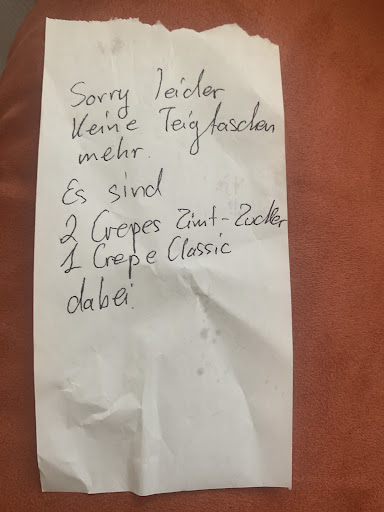 Sorry leider
Keine Teigtaschen
mehr.
Es sind
2 Crepes Zimt-Zucker
1 Crepe Classic
dabei.